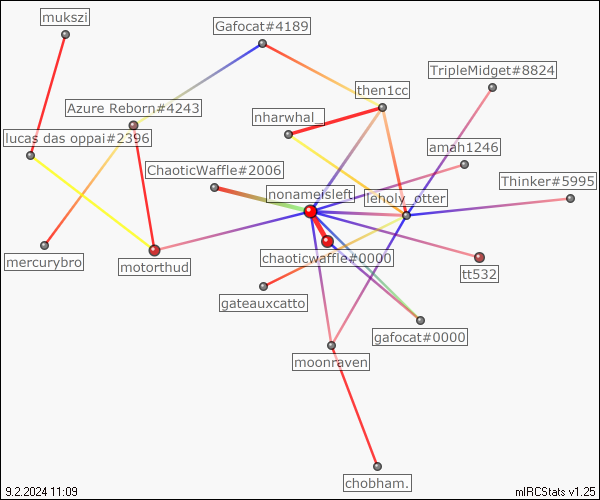 mukszi
Gafocat#4189
TripleMidget#8824
then1cc
Azure Reborn#4243
nharwhal_
lucas das oppai#2396
amah1246
ChaoticWaffle#2006
Thinker#5995
nonameisleft
leholy_otter
mercurybro
motorthud
chaoticwaffle#0000
tt532
gateauxcatto
gafocat#0000
moonraven
chobham.
9.2.2024 11:09
mIRCStats v1.25